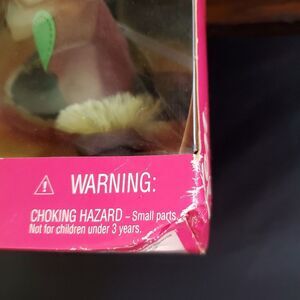 WARNING:
CHOKING HAZARD – Small parts.
Not for children under 3 years.